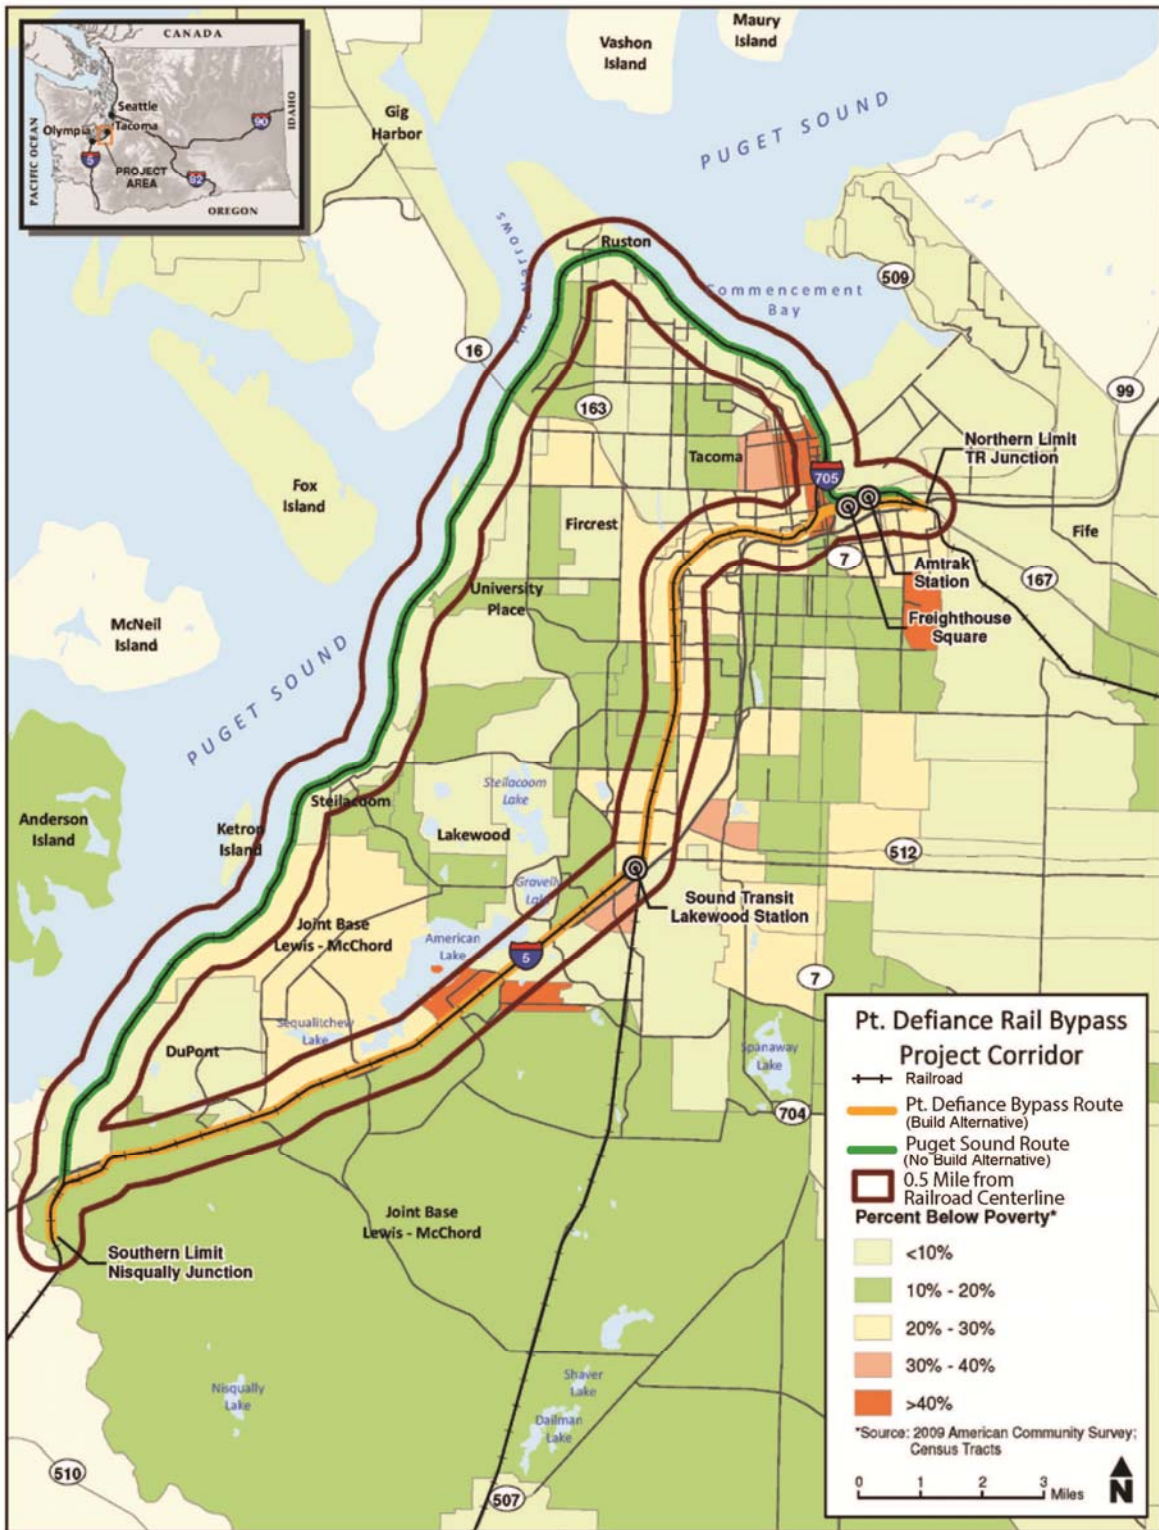 CANADA
PACIFIC OCEAN
IDAHO
Seattle
Olympia
Tacoma
90
5
82
PROJECT
AREA
OREGON
Maury
Island
Vashon
Island
Gig
Harbor
PUGET SOUND
The Narrows
Ruston
Commencement
Bay
509
16
99
163
Tacoma
705
Northern Limit
TR Junction
Fox
Island
Fircrest
Fife
7
Amtrak
Station
167
University
Place
Freighthouse
Square
McNeil
Island
PUGET SOUND
Steilacoom
Lake
Steilacoom
Anderson
Island
Ketron
Island
Lakewood
512
Gravelly
Lake
Sound Transit
Lakewood Station
Joint Base
Lewis - McChord
American
Lake
5
7
Sequalitchew
Lake
DuPont
Spanaway
Lake
704
Joint Base
Lewis - McChord
Southern Limit
Nisqually Junction
Nisqually
Lake
Shaver
Lake
Dailman
Lake
510
507
Pt. Defiance Rail Bypass
Project Corridor
Railroad
Pt. Defiance Bypass Route
(Build Alternative)
Puget Sound Route
(No Build Alternative)
0.5 Mile from
Railroad Centerline
Percent Below Poverty*
<10%
10% - 20%
20% - 30%
30% - 40%
>40%
*Source: 2009 American Community Survey;
Census Tracts
0 1 2 3
Miles
N